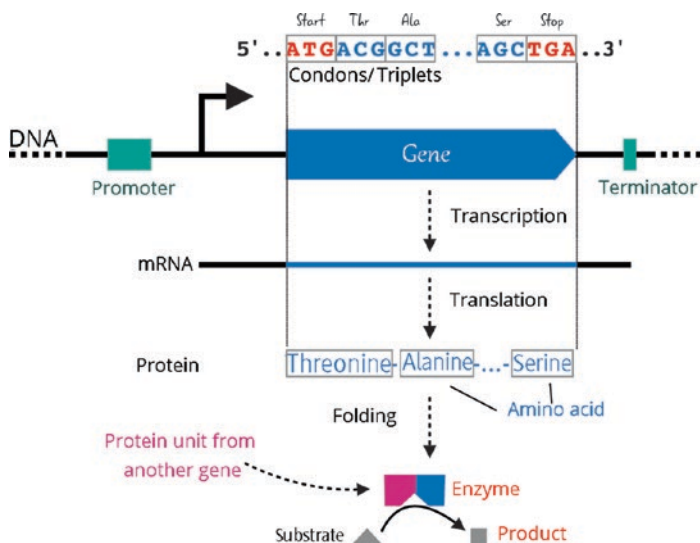 Start Thr Ala Ser Stop
5'..ATGACGGCT...AGCTGA..3'
Condons/Triplets
DNA
Gene
Promoter
Terminator
Transcription
mRNA
Translation
Protein
Threonine-Alanine-...-Serine
Folding
Amino acid
Protein unit from
another gene
Enzyme
Substrate
Product